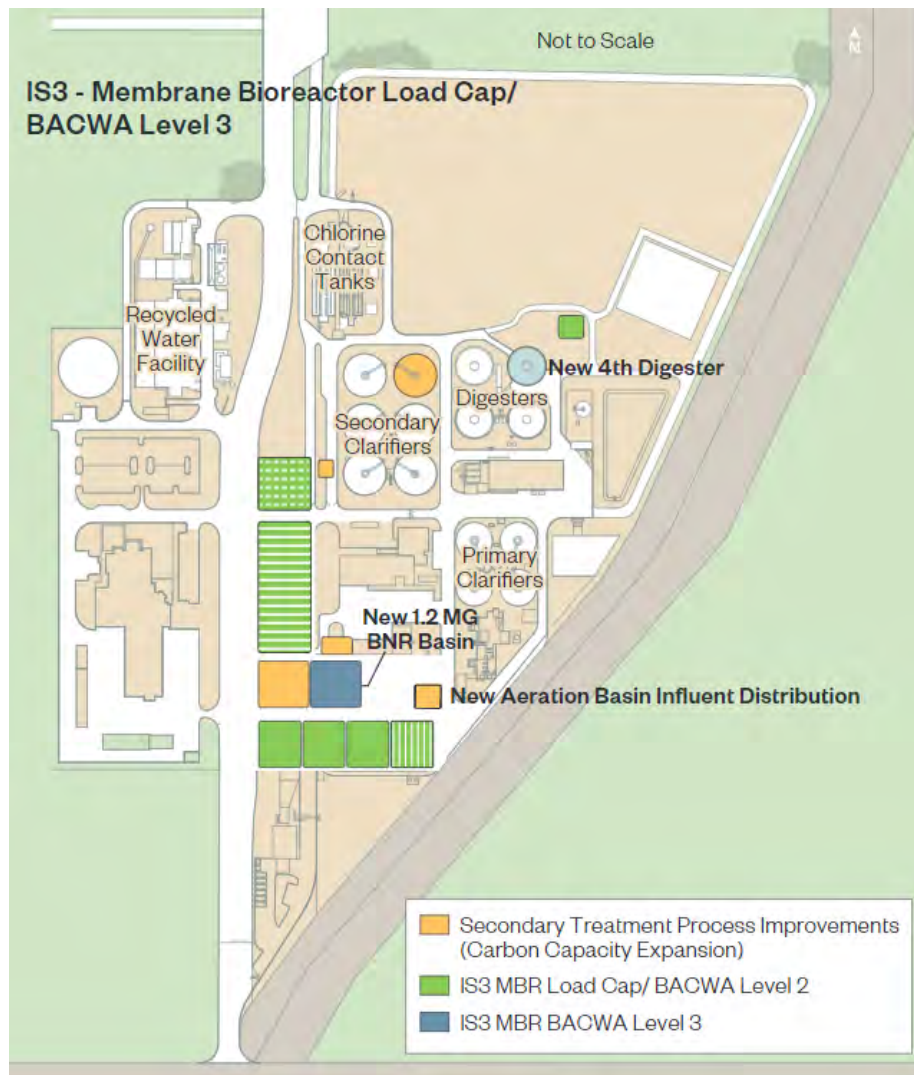 Not to Scale
N
IS3 - Membrane Bioreactor Load Cap/
BACWA Level 3
Chlorine
Contact
Tanks
Recycled
Water
Facility
New 4th Digester
Digesters
Secondary
Clarifiers
Primary
Clarifiers
New 1.2 MG
BNR Basin
New Aeration Basin Influent Distribution
Secondary Treatment Process Improvements
(Carbon Capacity Expansion)
IS3 MBR Load Cap/ BACWA Level 2
IS3 MBR BACWA Level 3